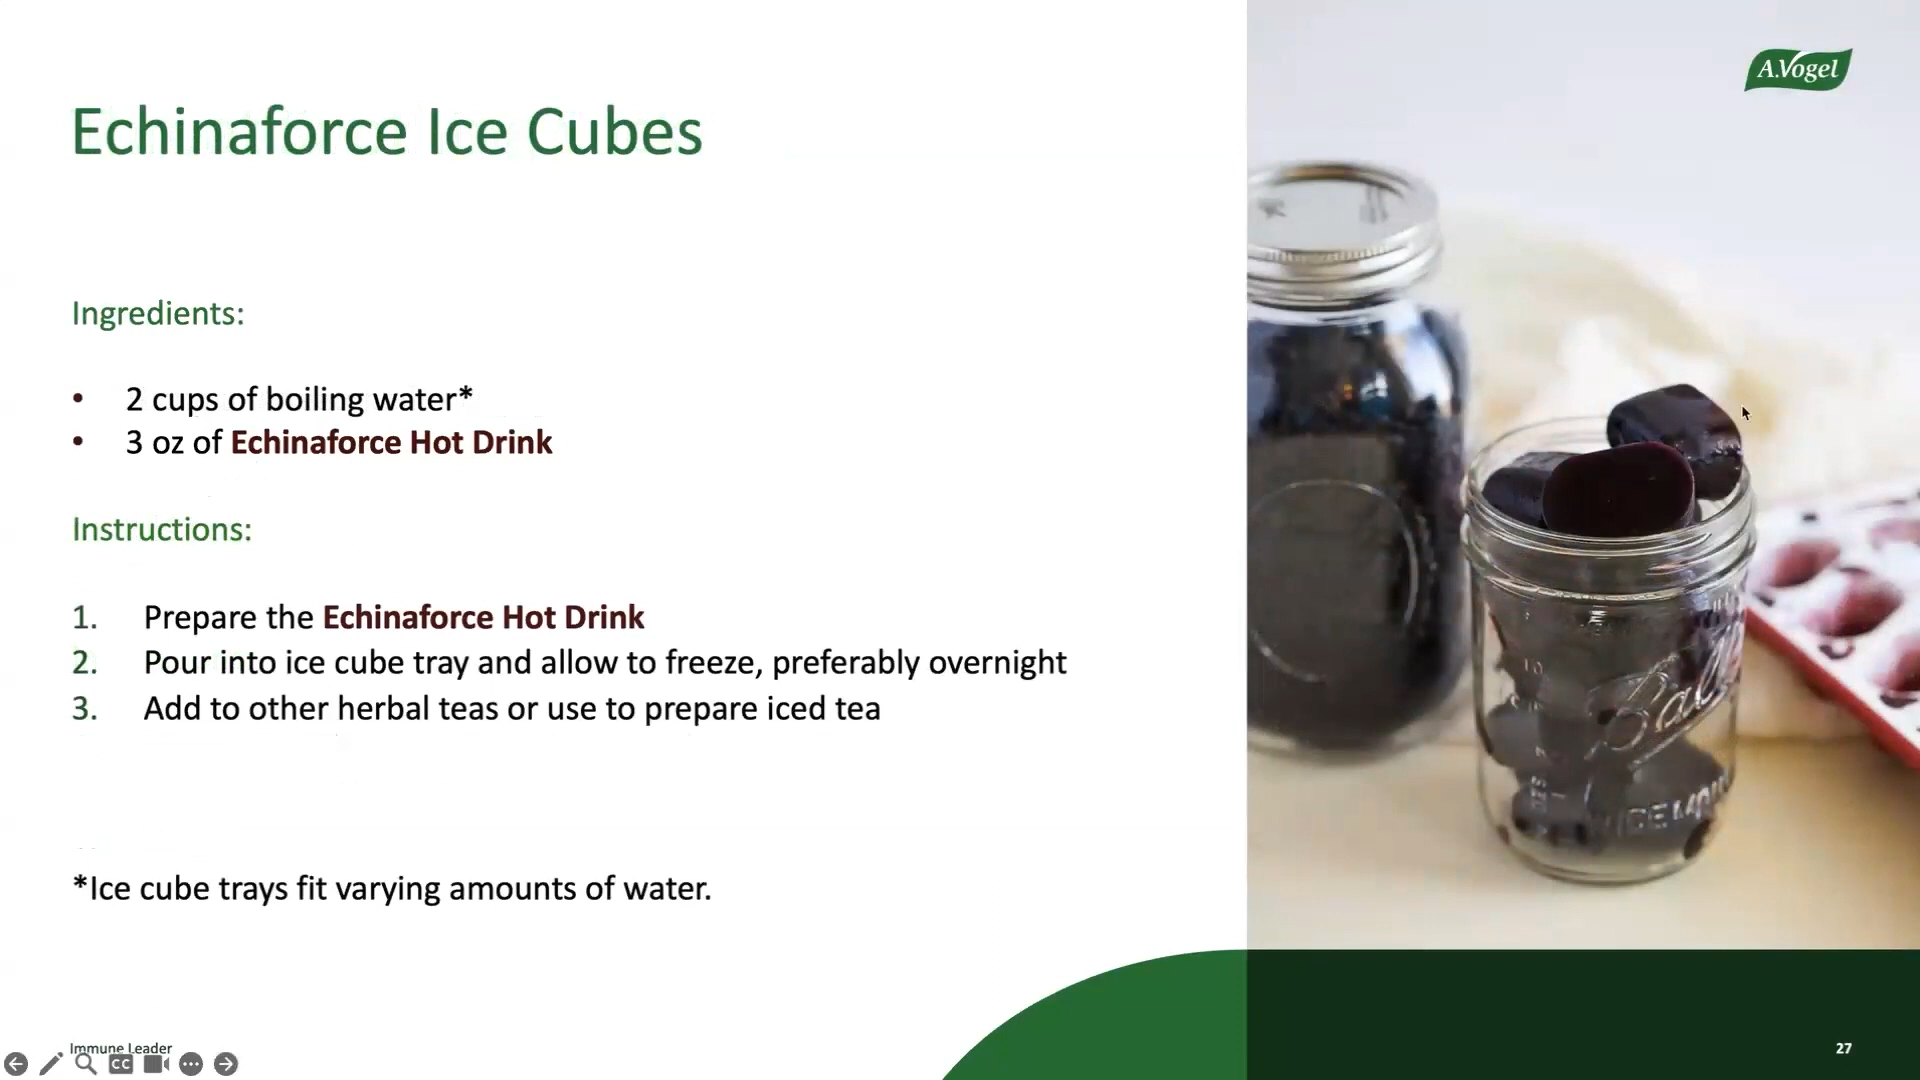 A.Vogel
Echinaforce Ice Cubes
Ingredients:
• 2 cups of boiling water*
• 3 oz of Echinaforce Hot Drink
Instructions:
1. Prepare the Echinaforce Hot Drink
2. Pour into ice cube tray and allow to freeze, preferably overnight
3. Add to other herbal teas or use to prepare iced tea
*Ice cube trays fit varying amounts of water.
Ball
Immune Leader
CC
27